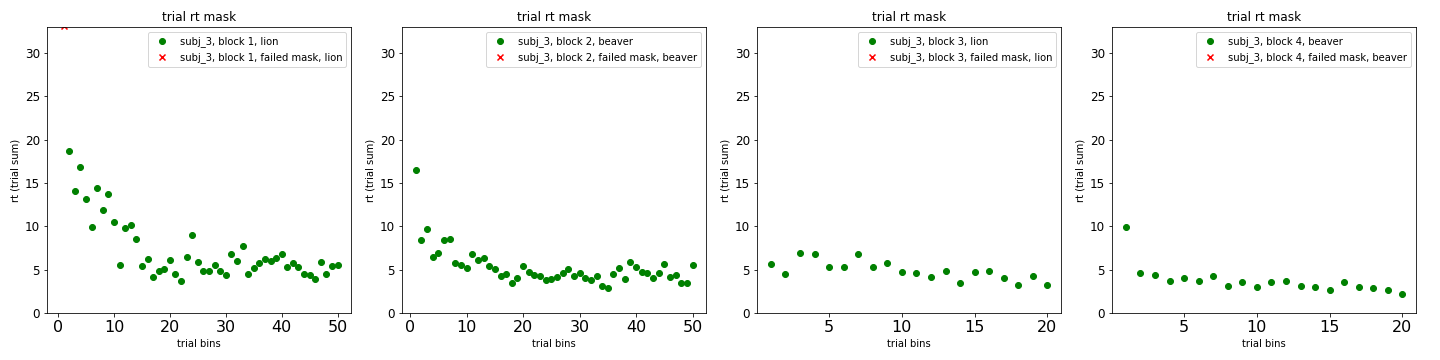 trial rt mask
rt (trial sum)
30
25
20
15
10
5
0
subj_3, block 1, lion
subj_3, block 1, failed mask, lion
0 10 20 30 40 50
trial bins
trial rt mask
rt (trial sum)
30
25
20
15
10
5
0
subj_3, block 2, beaver
subj_3, block 2, failed mask, beaver
0 10 20 30 40 50
trial bins
trial rt mask
rt (trial sum)
30
25
20
15
10
5
0
subj_3, block 3, lion
subj_3, block 3, failed mask, lion
5 10 15 20
trial bins
trial rt mask
rt (trial sum)
30
25
20
15
10
5
0
subj_3, block 4, beaver
subj_3, block 4, failed mask, beaver
5 10 15 20
trial bins